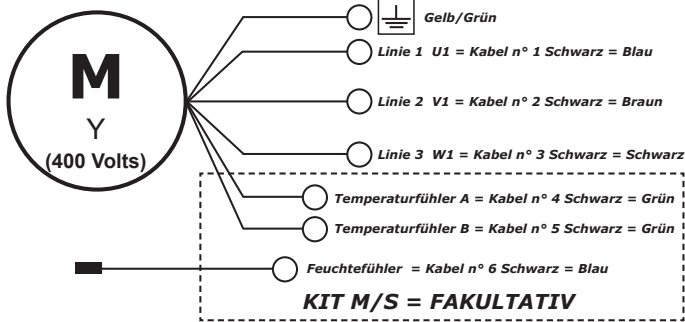 Gelb/Grün
M
Y
(400 Volts)
Linie 1 U1 = Kabel n° 1 Schwarz = Blau
Linie 2 V1 = Kabel n° 2 Schwarz = Braun
Linie 3 W1 = Kabel n° 3 Schwarz = Schwarz
Temperaturfühler A = Kabel n° 4 Schwarz = Grün
Temperaturfühler B = Kabel n° 5 Schwarz = Grün
Feuchtefühler = Kabel n° 6 Schwarz = Blau
KIT M/S = FAKULTATIV